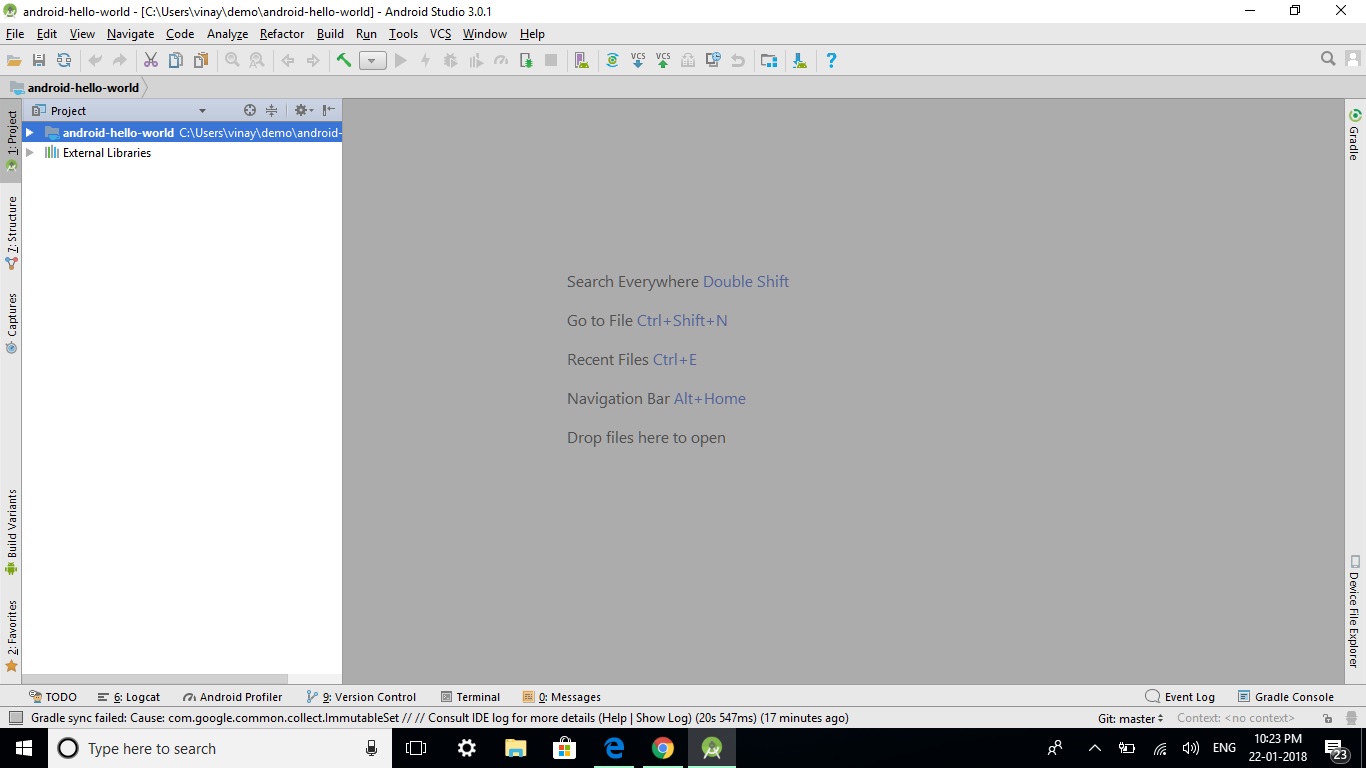 android-hello-world - [C:\Users\vinay\demo\android-hello-world] - Android Studio 3.0.1
File Edit View Navigate Code Analyze Refactor Build Run Tools VCS Window Help
VCS VCS ?
android-hello-world
Project
android-hello-world C:\Users\vinay\demo\android-
External Libraries
1: Project
7: Structure
Captures
Build Variants
2: Favorites
Search Everywhere Double Shift
Go to File Ctrl+Shift+N
Recent Files Ctrl+E
Navigation Bar Alt+Home
Drop files here to open
Gradle
Device File Explorer
TODO 6: Logcat Android Profiler 9: Version Control Terminal 0: Messages Event Log Gradle Console
Gradle sync failed: Cause: com.google.common.collect.ImmutableSet // // Consult IDE log for more details (Help | Show Log) (20s 547ms) (17 minutes ago) Git: master Context: <no context>
Type here to search
ENG
10:23 PM
22-01-2018
23